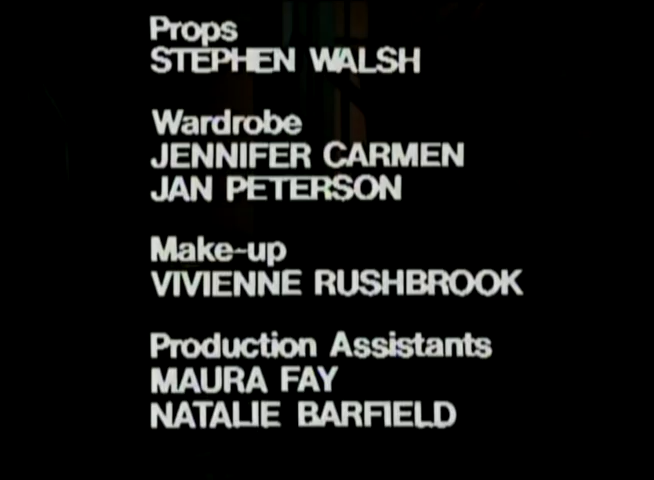 Props
STEPHEN WALSH
Wardrobe
JENNIFER CARMEN
JAN PETERSON
Make-up
VIVIENNE RUSHBROOK
Production Assistants
MAURA FAY
NATALIE BARFIELD